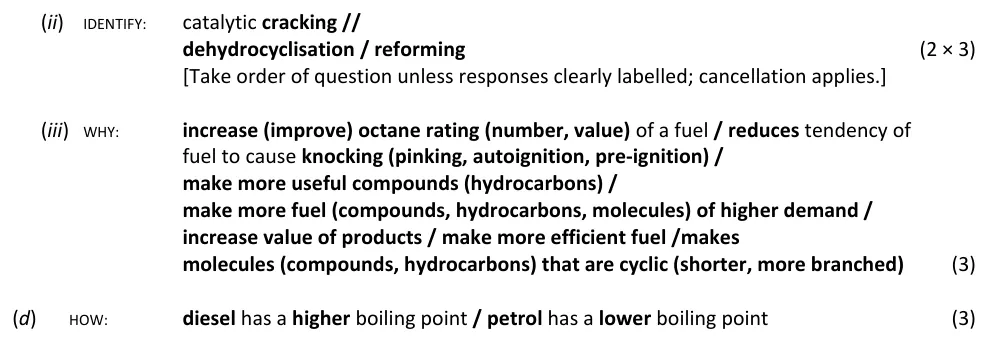 (ii) IDENTIFY: catalytic cracking //
dehydrocyclisation / reforming (2 × 3)
[Take order of question unless responses clearly labelled; cancellation applies.]
(iii) WHY: increase (improve) octane rating (number, value) of a fuel / reduces tendency of
fuel to cause knocking (pinking, autoignition, pre-ignition) /
make more useful compounds (hydrocarbons) /
make more fuel (compounds, hydrocarbons, molecules) of higher demand /
increase value of products / make more efficient fuel /makes
molecules (compounds, hydrocarbons) that are cyclic (shorter, more branched) (3)
(d) HOW: diesel has a higher boiling point / petrol has a lower boiling point (3)